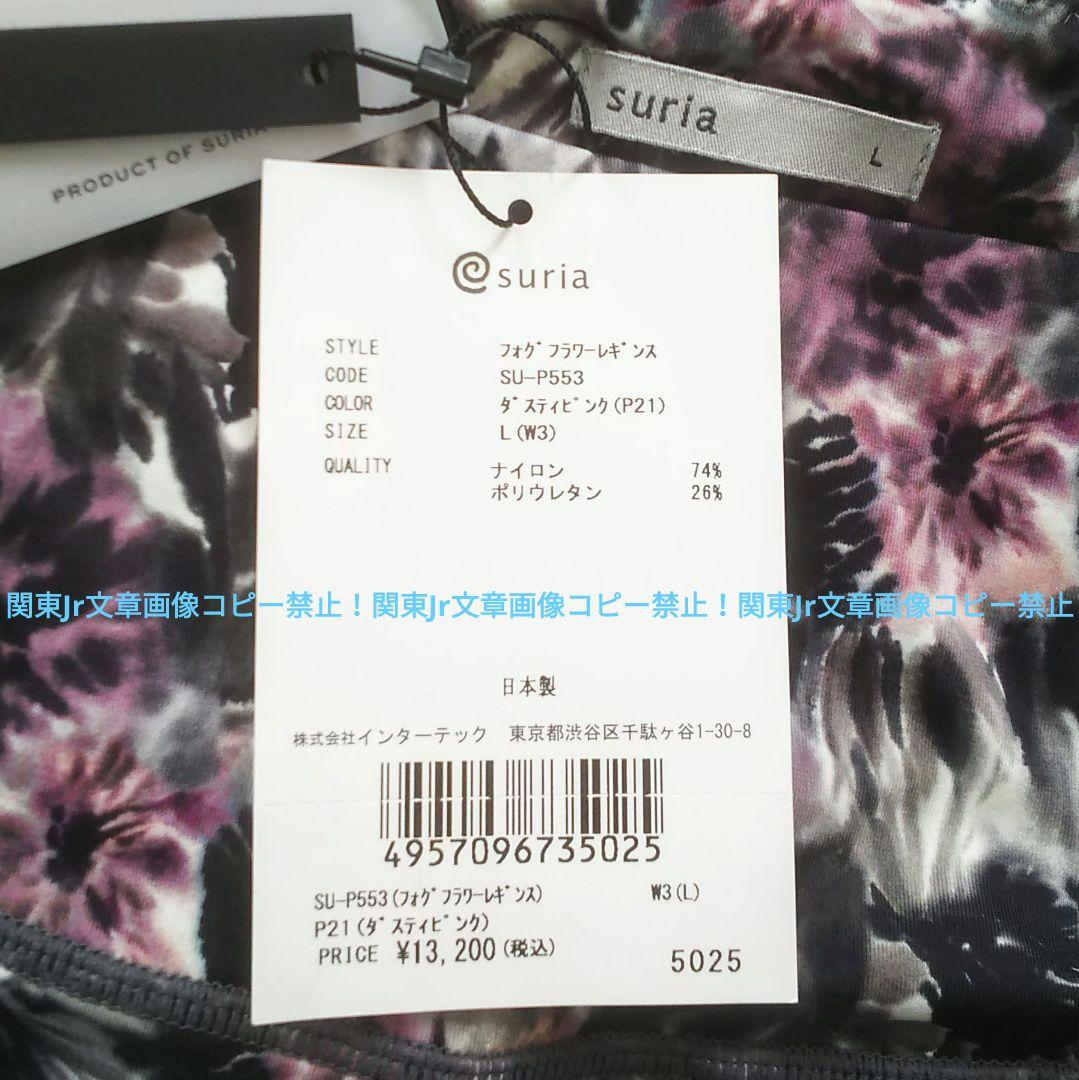 suria
L
PRODUCT OF SURIA
suria
STYLE ﾌｫｸﾞﾌﾗﾜｰﾚｷﾞﾝｽ
CODE SU-P553
COLOR ﾀﾞｽﾃｨﾋﾟﾝｸ(P21)
SIZE L(W3)
QUALITY ナイロン 74%
ポリウレタン 26%
関東Jr文章画像コピー禁止！関東Jr文章画像コピー禁止！関東Jr文章画像コピー禁止
日本製
株式会社インターテック 東京都渋谷区千駄ヶ谷1-30-8
4957096735025
SU-P553(ﾌｫｸﾞﾌﾗﾜｰﾚｷﾞﾝｽ) W3(L)
P21(ﾀﾞｽﾃｨﾋﾟﾝｸ)
PRICE ¥13,200(税込)
5025